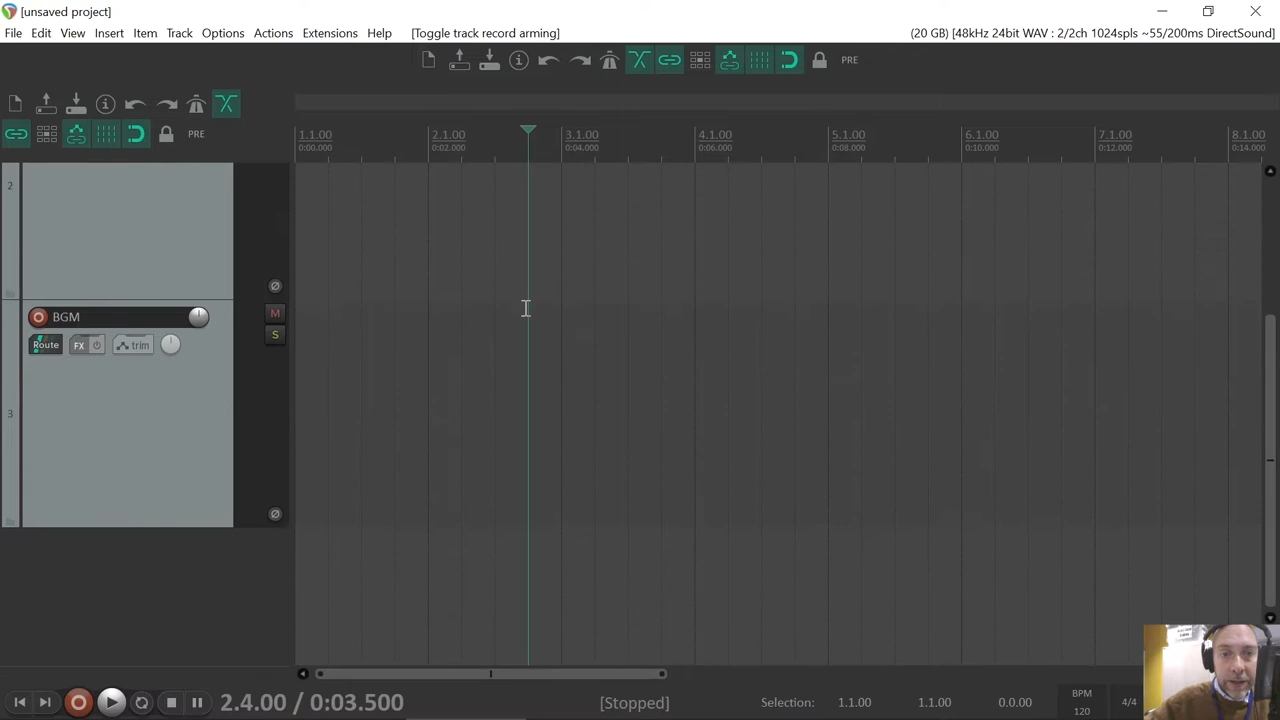 [unsaved project]
File Edit View Insert Item Track Options Actions Extensions Help [Toggle track record arming] (20 GB) [48kHz 24bit WAV : 2/2ch 1024spls ~55/200ms DirectSound]
PRE
PRE
1.1.00 2.1.00 3.1.00 4.1.00 5.1.00 6.1.00 7.1.00 8.1.00
0:00.000 0:02.000 0:04.000 0:06.000 0:08.000 0:10.000 0:12.000 0:14.000
2
BGM M
Route FX trim S
3
2.4.00 / 0:03.500 [Stopped] Selection: 1.1.00 1.1.00 0.0.00 BPM 4/4
120